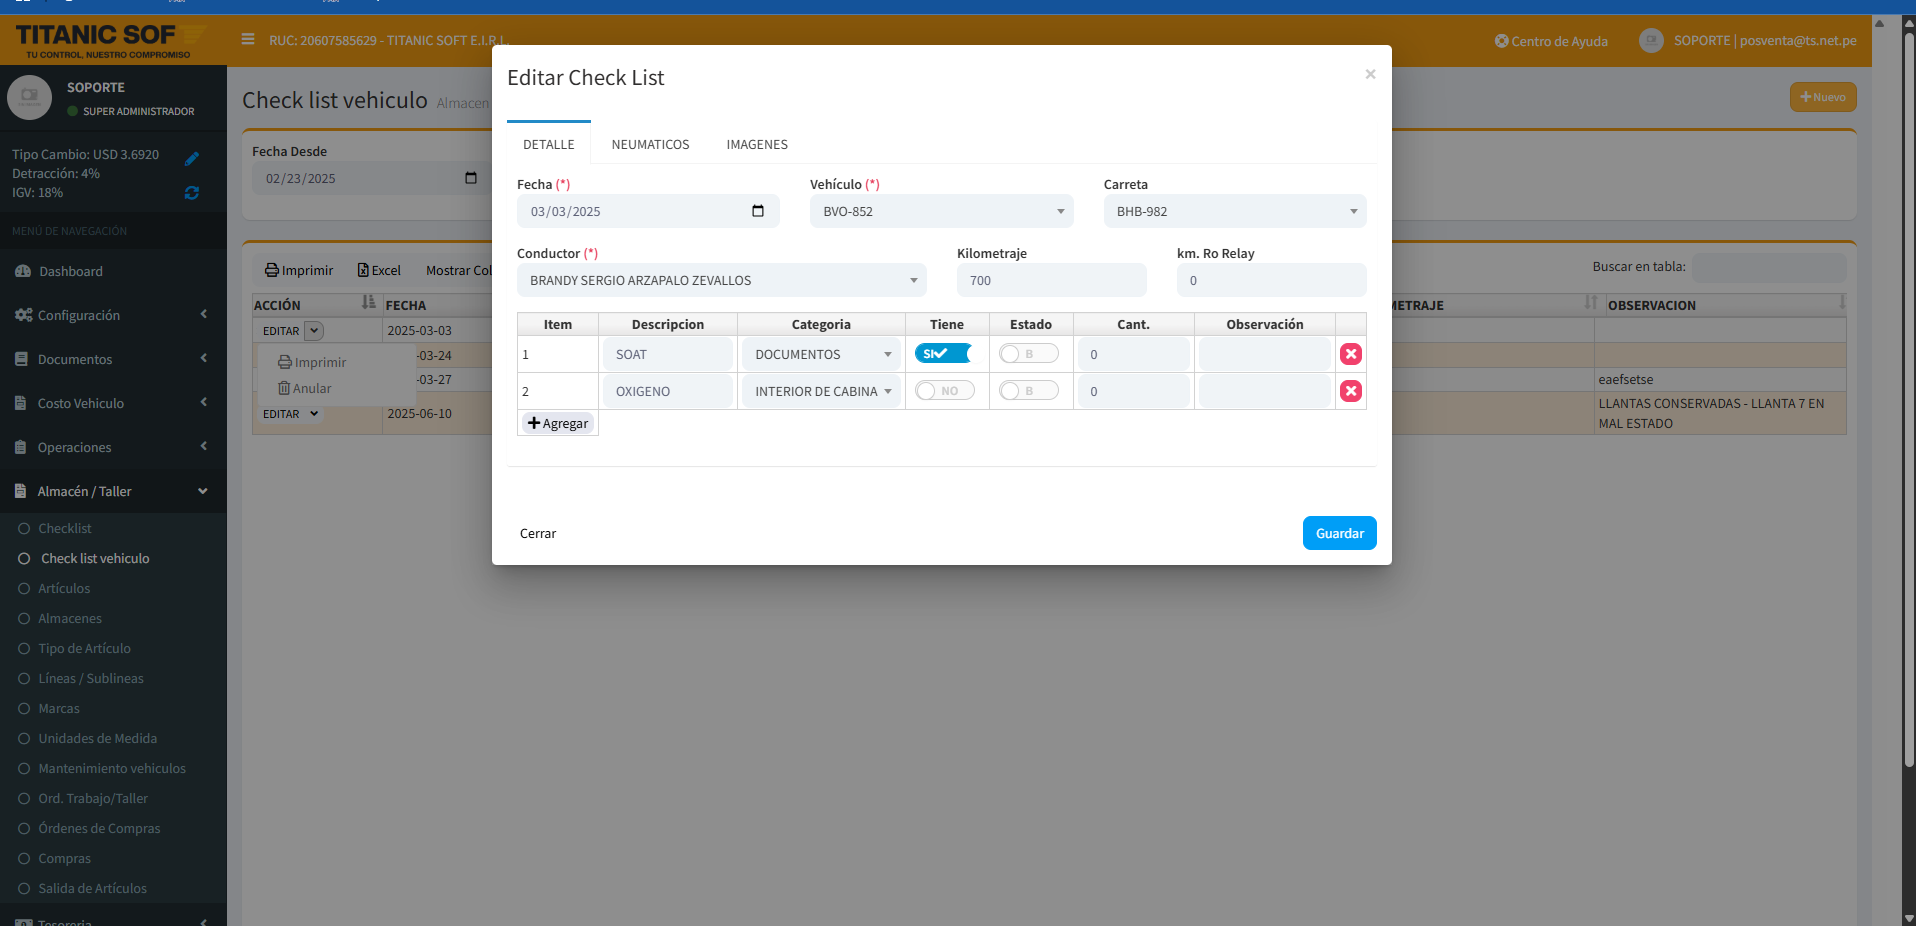 TITANIC SOF
TU CONTROL, NUESTRO COMPROMISO
RUC: 20607585629 - TITANIC SOFT E.I.R.L.
Centro de Ayuda
SOPORTE | posventa@ts.net.pe
SOPORTE
SUPER ADMINISTRADOR
Tipo Cambio: USD 3.6920
Detracción: 4%
IGV: 18%
MENÚ DE NAVEGACIÓN
Dashboard
Configuración
Documentos
Costo Vehiculo
Operaciones
Almacén / Taller
Checklist
Check list vehiculo
Artículos
Almacenes
Tipo de Artículo
Líneas / Sublineas
Marcas
Unidades de Medida
Mantenimiento vehiculos
Ord. Trabajo/Taller
Órdenes de Compras
Compras
Salida de Artículos
Tesoreria
Check list vehiculo Almacen
Nuevo
Fecha Desde
02/23/2025
Imprimir Excel Mostrar Col
Buscar en tabla:
ACCIÓN FECHA METRAJE OBSERVACION
EDITAR 2025-03-03
Imprimir
Anular
-03-24
-03-27 eaefsetse
EDITAR 2025-06-10 LLANTAS CONSERVADAS - LLANTA 7 EN
MAL ESTADO
Editar Check List
×
DETALLE NEUMATICOS IMAGENES
Fecha (*) Vehículo (*) Carreta
03/03/2025 BVO-852 BHB-982
Conductor (*) Kilometraje km. Ro Relay
BRANDY SERGIO ARZAPALO ZEVALLOS 700 0
Item Descripcion Categoria Tiene Estado Cant. Observación
1 SOAT DOCUMENTOS SI B 0
2 OXIGENO INTERIOR DE CABINA NO B 0
Agregar
Cerrar Guardar